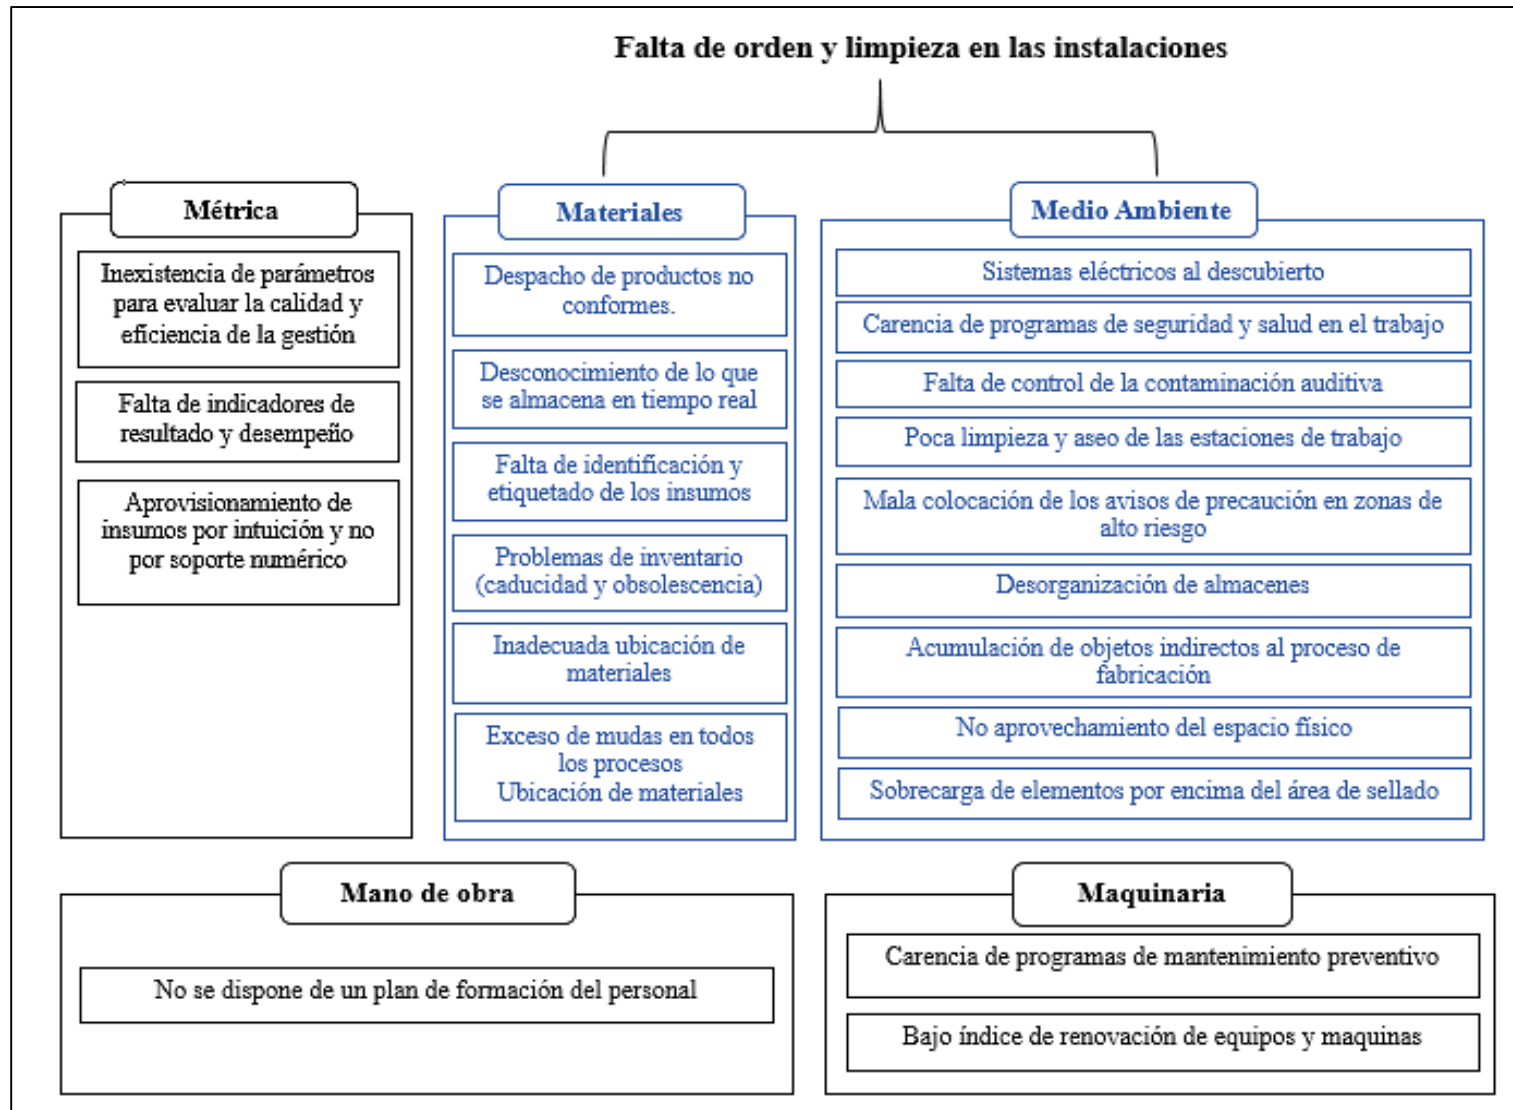 Falta de orden y limpieza en las instalaciones
Métrica
Inexistencia de parámetros
para evaluar la calidad y
eficiencia de la gestión
Falta de indicadores de
resultado y desempeño
Aprovisionamiento de
insumos por intuición y no
por soporte numérico
Materiales
Despacho de productos no
conformes.
Desconocimiento de lo que
se almacena en tiempo real
Falta de identificación y
etiquetado de los insumos
Problemas de inventario
(caducidad y obsolescencia)
Inadecuada ubicación de
materiales
Exceso de mudas en todos
los procesos
Ubicación de materiales
Medio Ambiente
Sistemas eléctricos al descubierto
Carencia de programas de seguridad y salud en el trabajo
Falta de control de la contaminación auditiva
Poca limpieza y aseo de las estaciones de trabajo
Mala colocación de los avisos de precaución en zonas de
alto riesgo
Desorganización de almacenes
Acumulación de objetos indirectos al proceso de
fabricación
No aprovechamiento del espacio físico
Sobrecarga de elementos por encima del área de sellado
Mano de obra
No se dispone de un plan de formación del personal
Maquinaria
Carencia de programas de mantenimiento preventivo
Bajo índice de renovación de equipos y maquinas